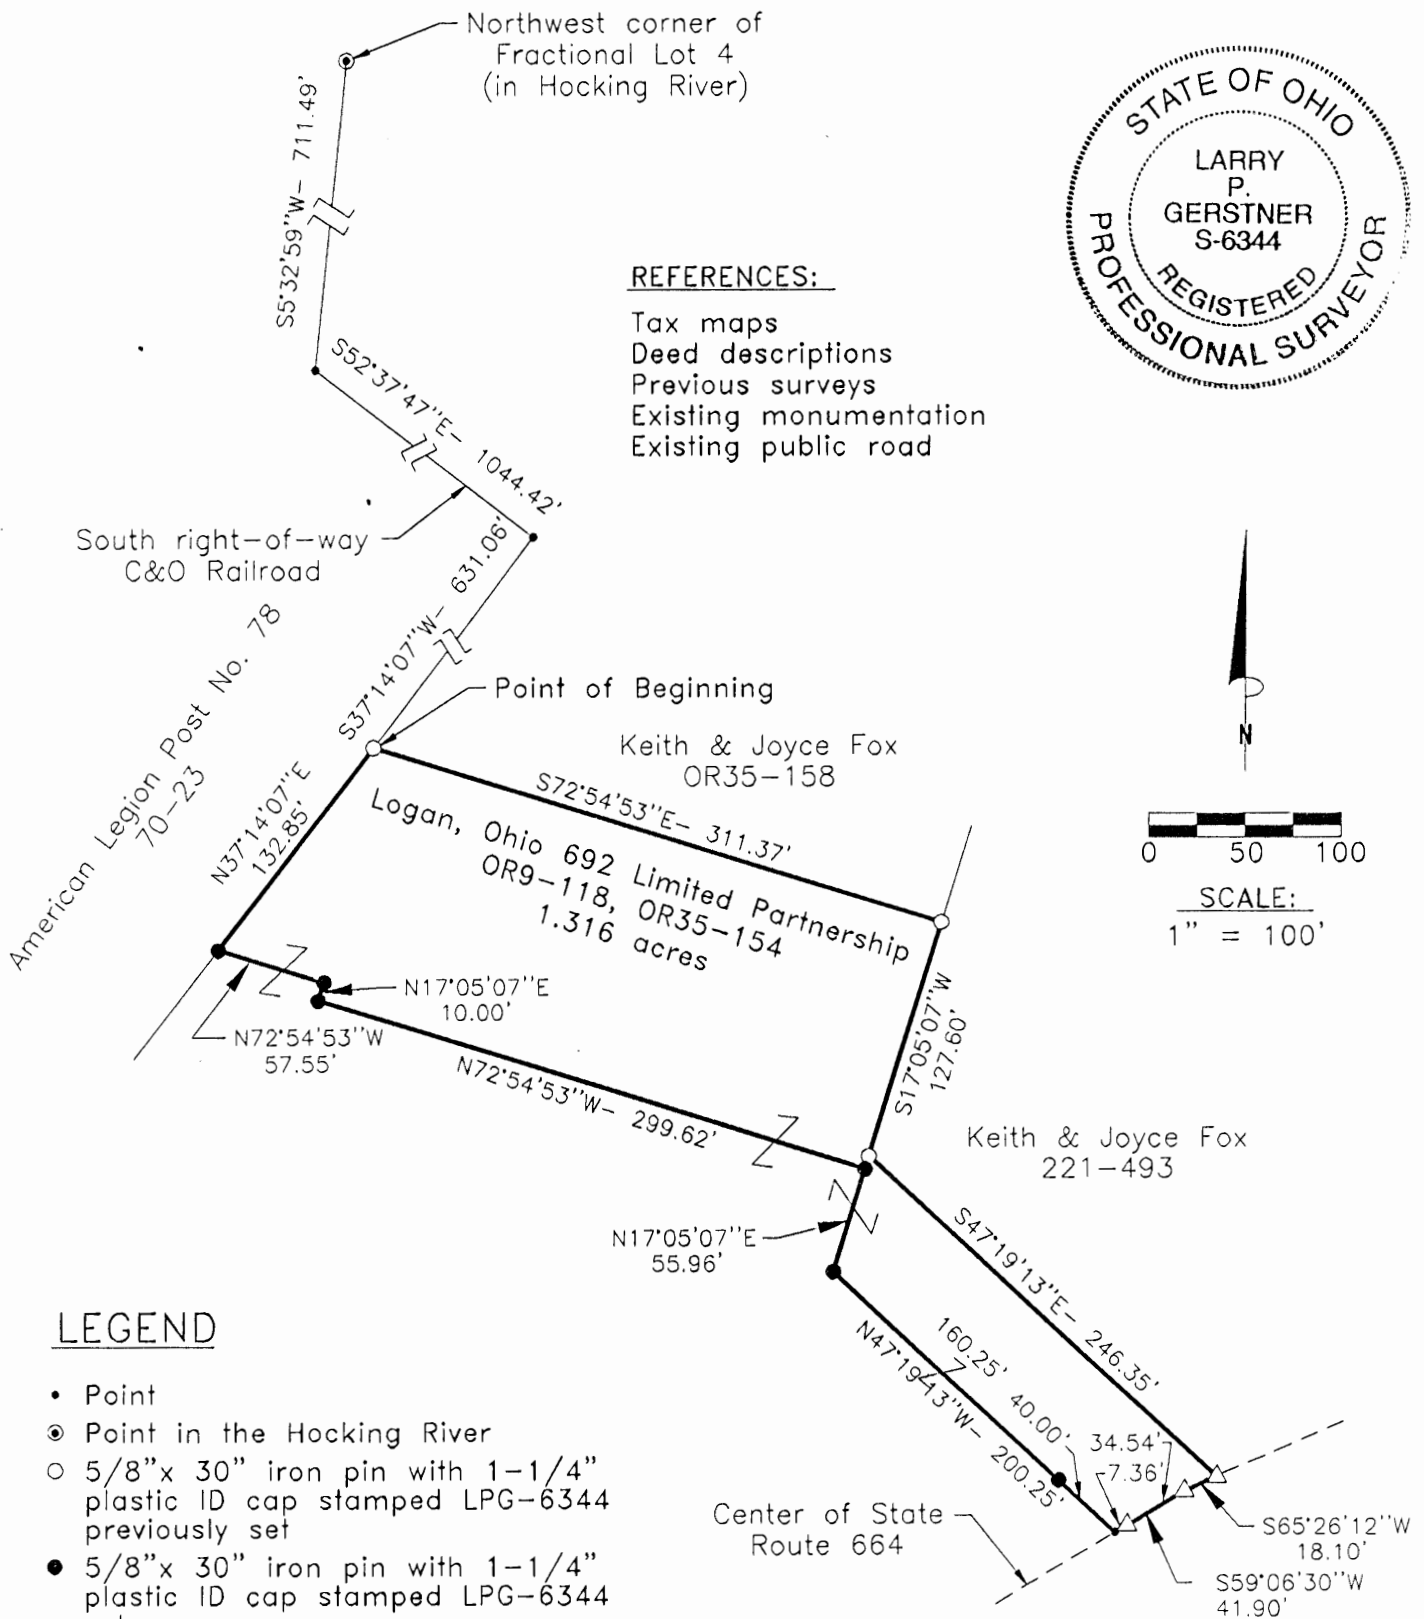 Northwest corner of
Fractional Lot 4
(in Hocking River)
STATE OF OHIO
PROFESSIONAL SURVEYOR
LARRY
P.
GERSTNER
S-6344
REGISTERED
S5°32'59"W- 711.49'
REFERENCES:
Tax maps
Deed descriptions
Previous surveys
Existing monumentation
Existing public road
S52°37'47"E- 1044.42'
South right-of-way
C&O Railroad
S37°14'07"W- 631.06'
American Legion Post No. 78
70-23
Point of Beginning
Keith & Joyce Fox
OR35-158
N
0 50 100
SCALE:
1" = 100'
S72°54'53"E- 311.37'
N37°14'07"E
132.85'
Logan, Ohio 692 Limited Partnership
OR9-118, OR35-154
1.316 acres
N17°05'07"E
10.00'
N72°54'53"W
57.55'
N72°54'53"W- 299.62'
S17°05'07"W
127.60'
Keith & Joyce Fox
221-493
N17°05'07"E
55.96'
S47°19'13"E- 246.35'
160.25'
40.00'
N47°19'13"W- 200.25'
34.54'
7.36'
Center of State
Route 664
S65°26'12"W
18.10'
S59°06'30"W
41.90'
LEGEND
Point
Point in the Hocking River
5/8"x 30" iron pin with 1-1/4"
plastic ID cap stamped LPG-6344
previously set
5/8"x 30" iron pin with 1-1/4"
plastic ID cap stamped LPG-6344